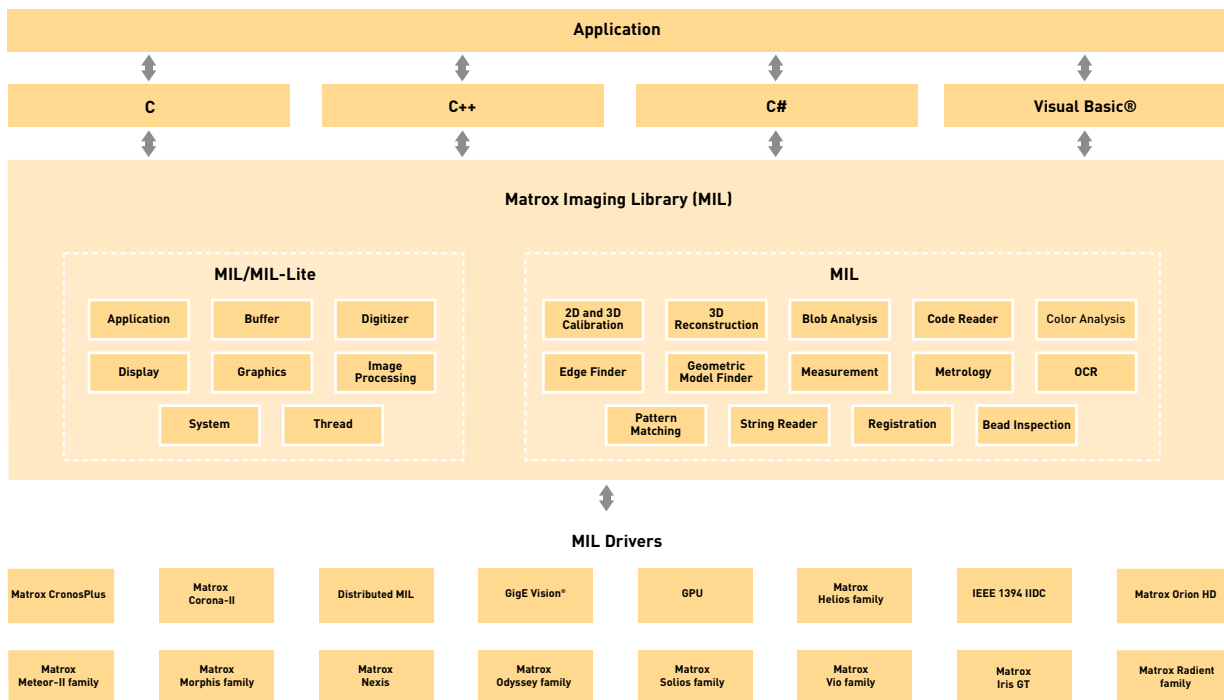 Application
C
C++
C#
Visual Basic®
Matrox Imaging Library (MIL)
MIL/MIL-Lite
Application
Buffer
Digitizer
Display
Graphics
Image
Processing
System
Thread
MIL
2D and 3D
Calibration
3D
Reconstruction
Blob Analysis
Code Reader
Color Analysis
Edge Finder
Geometric
Model Finder
Measurement
Metrology
OCR
Pattern
Matching
String Reader
Registration
Bead Inspection
MIL Drivers
Matrox CronosPlus
Matrox
Corona-II
Distributed MIL
GigE Vision®
GPU
Matrox
Helios family
IEEE 1394 IIDC
Matrox Orion HD
Matrox
Meteor-II family
Matrox
Morphis family
Matrox
Nexis
Matrox
Odyssey family
Matrox
Solios family
Matrox
Vio family
Matrox
Iris GT
Matrox Radient
family